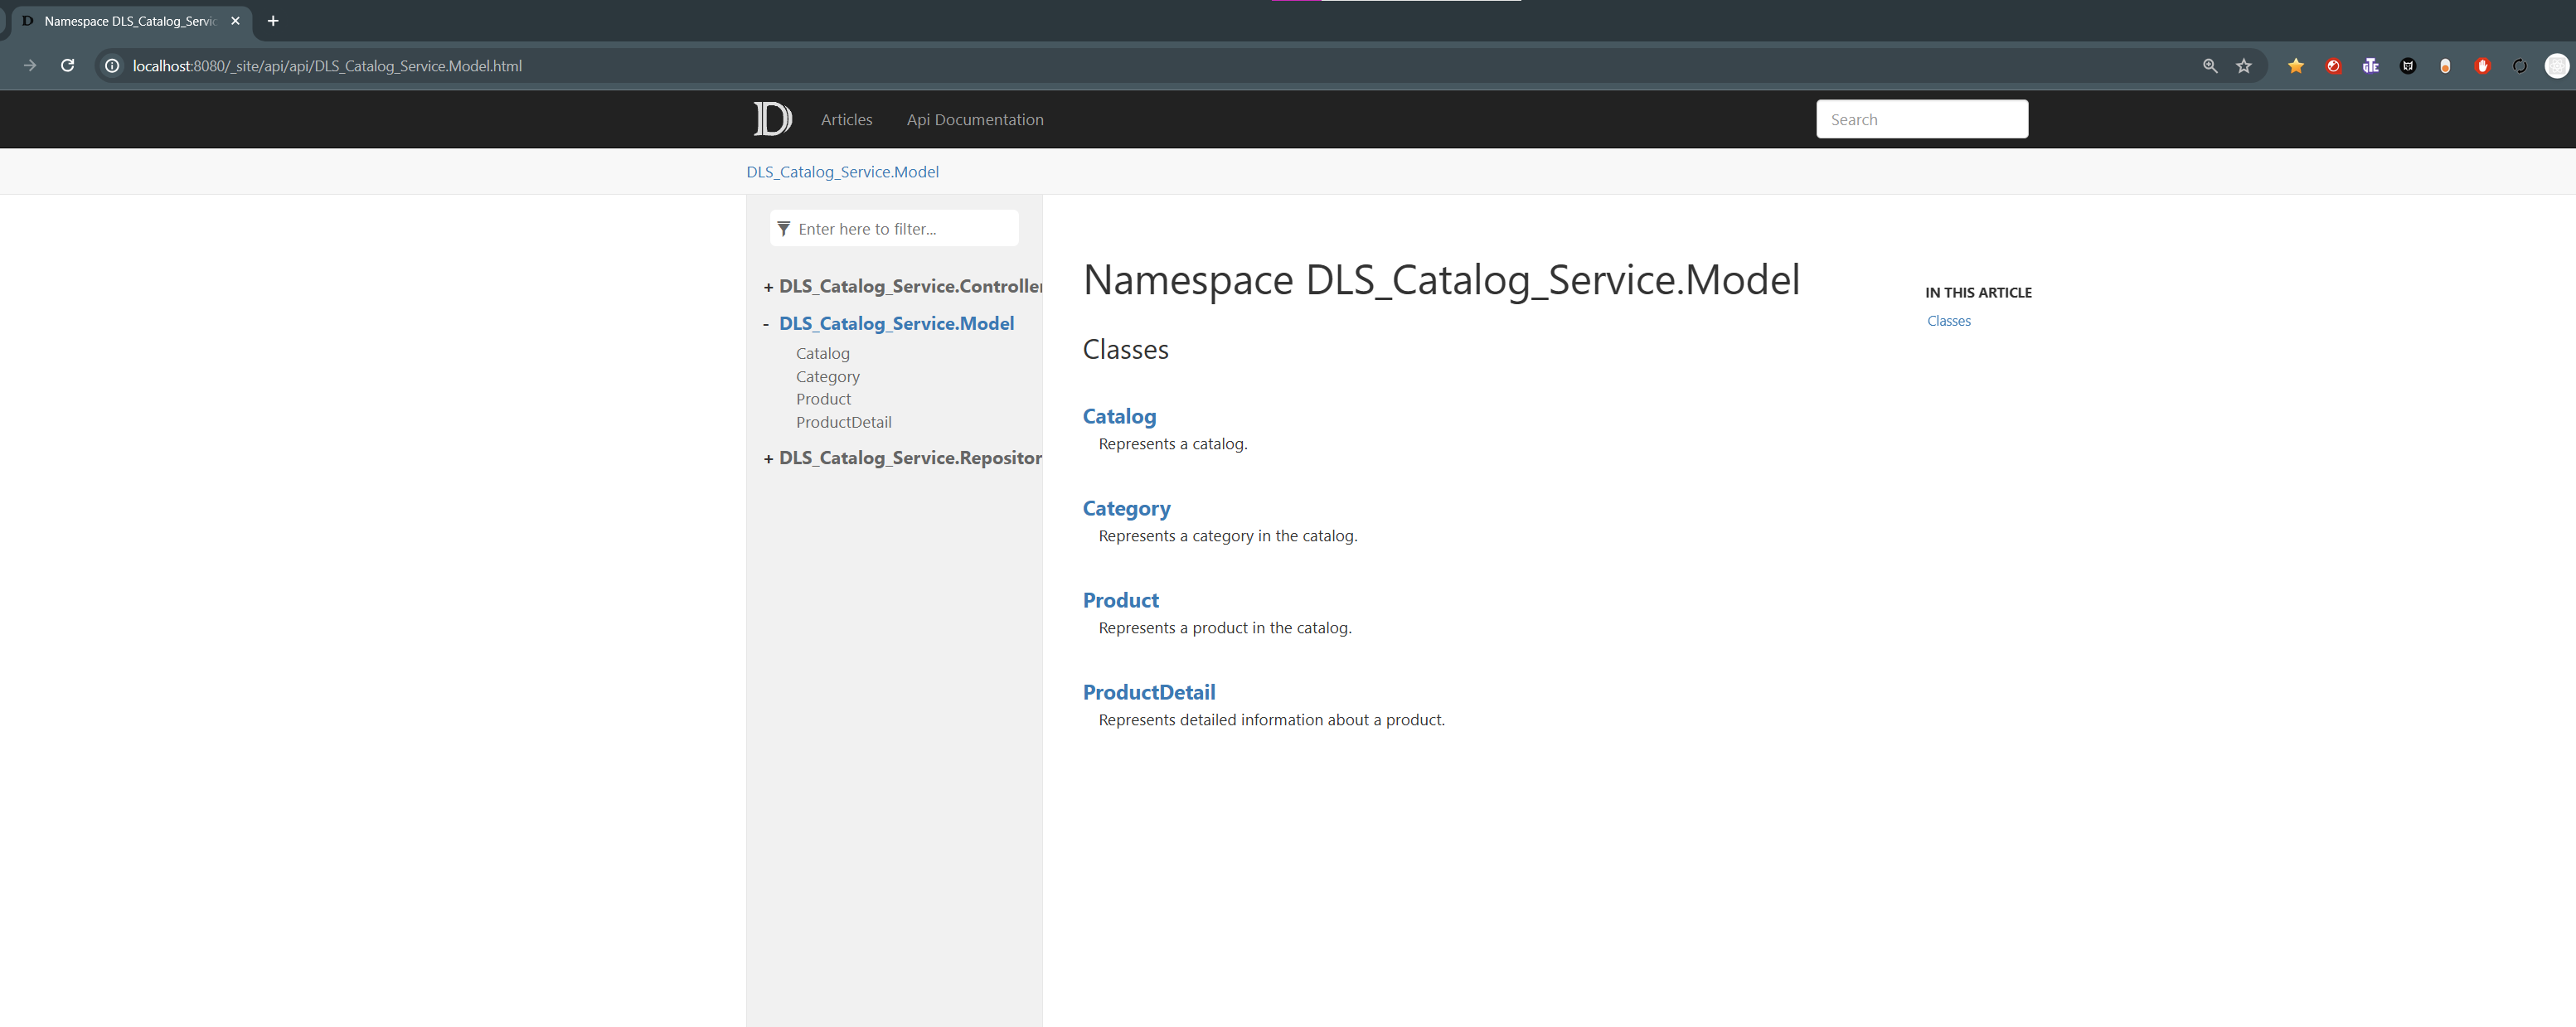 Namespace DLS_Catalog_Servic
localhost:8080/_site/api/api/DLS_Catalog_Service.Model.html
D Articles Api Documentation Search
DLS_Catalog_Service.Model
Enter here to filter...
+ DLS_Catalog_Service.Controller
- DLS_Catalog_Service.Model
Catalog
Category
Product
ProductDetail
+ DLS_Catalog_Service.Repositor
Namespace DLS_Catalog_Service.Model
Classes
Catalog
Represents a catalog.
Category
Represents a category in the catalog.
Product
Represents a product in the catalog.
ProductDetail
Represents detailed information about a product.
IN THIS ARTICLE
Classes